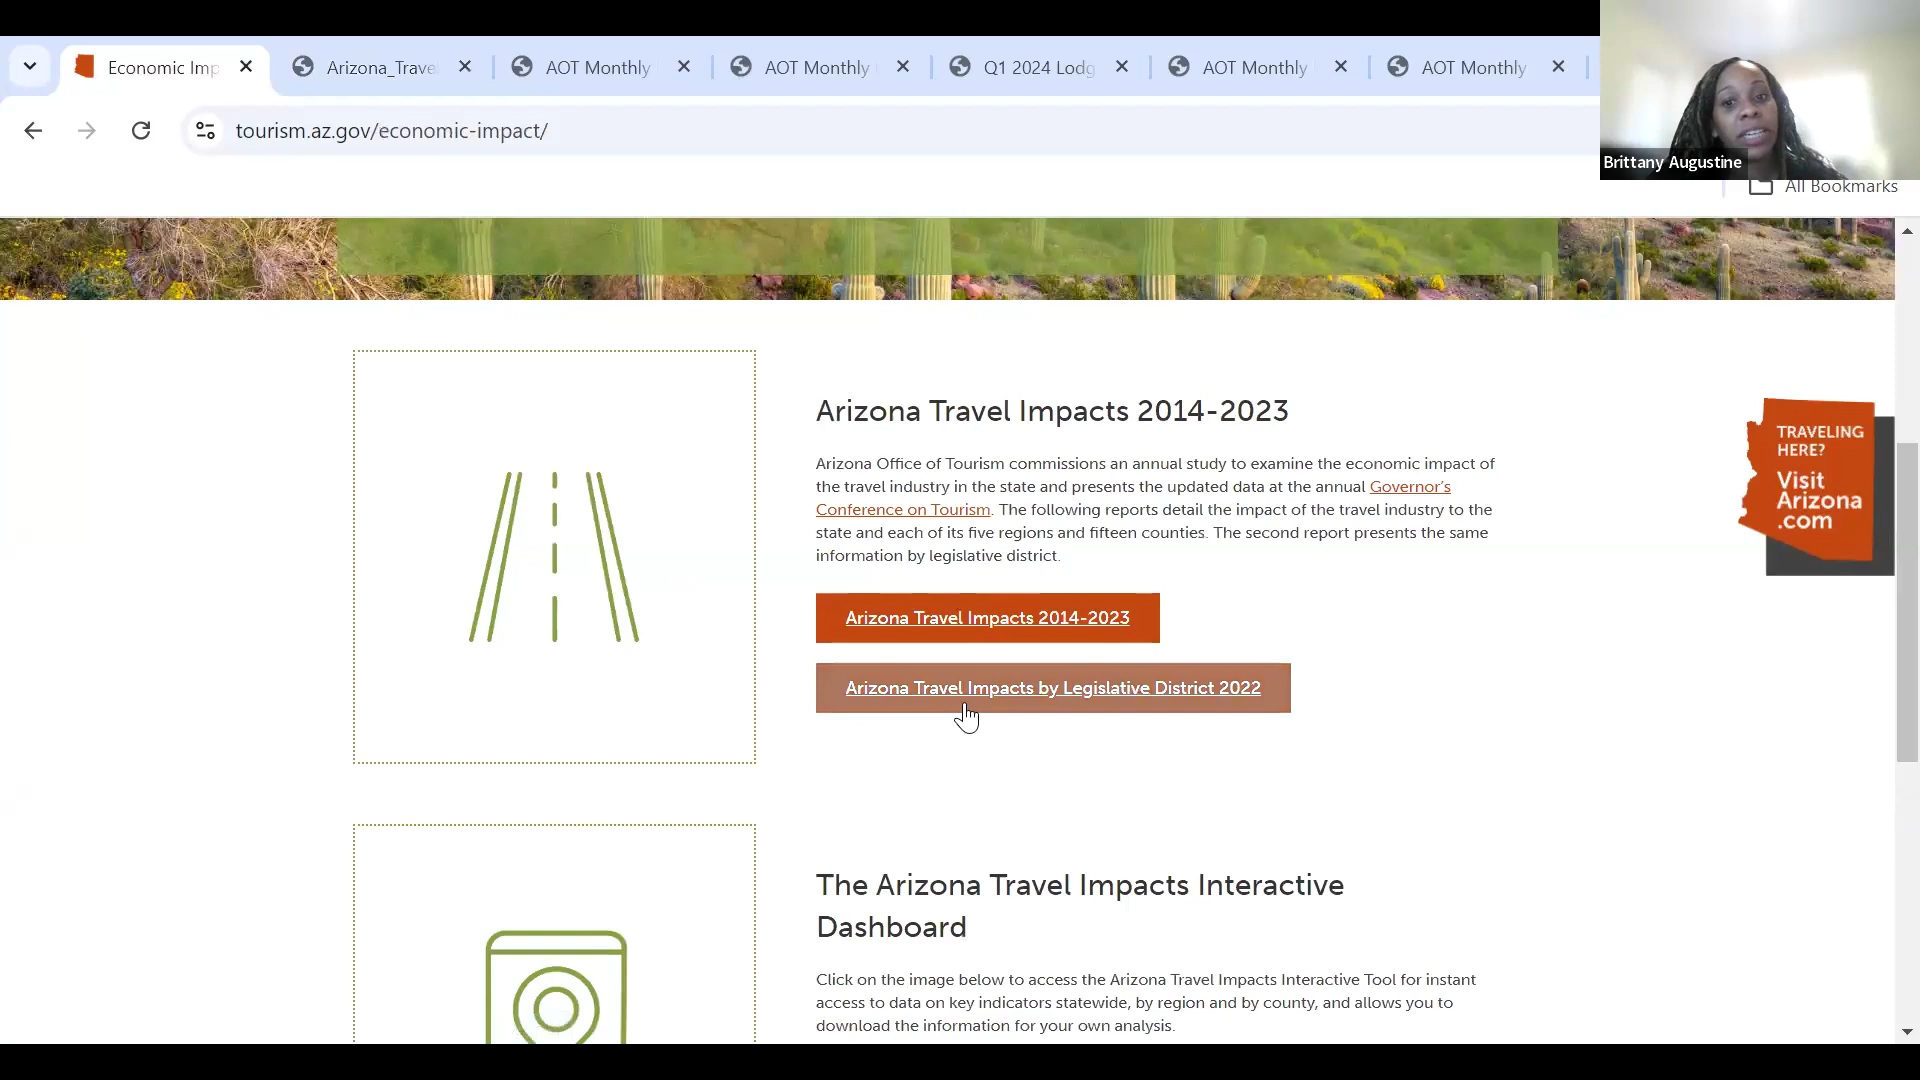 Economic Imp
Arizona_Trave
AOT Monthly
AOT Monthly
Q1 2024 Lodg
AOT Monthly
AOT Monthly
tourism.az.gov/economic-impact/
Brittany Augustine
All Bookmarks
Arizona Travel Impacts 2014-2023
Arizona Office of Tourism commissions an annual study to examine the economic impact of
the travel industry in the state and presents the updated data at the annual Governor's
Conference on Tourism. The following reports detail the impact of the travel industry to the
state and each of its five regions and fifteen counties. The second report presents the same
information by legislative district.
Arizona Travel Impacts 2014-2023
Arizona Travel Impacts by Legislative District 2022
TRAVELING
HERE?
Visit
Arizona
.com
The Arizona Travel Impacts Interactive
Dashboard
Click on the image below to access the Arizona Travel Impacts Interactive Tool for instant
access to data on key indicators statewide, by region and by county, and allows you to
download the information for your own analysis.